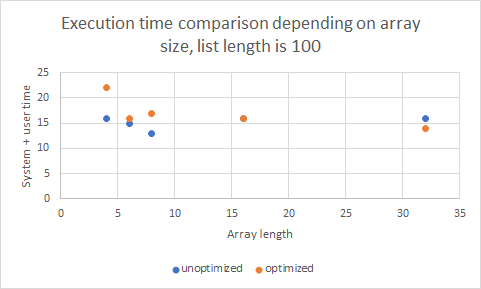 Execution time comparison depending on array
size, list length is 100
System + user time
25
20
15
10
5
0
0 5 10 15 20 25 30 35
Array length
unoptimized optimized